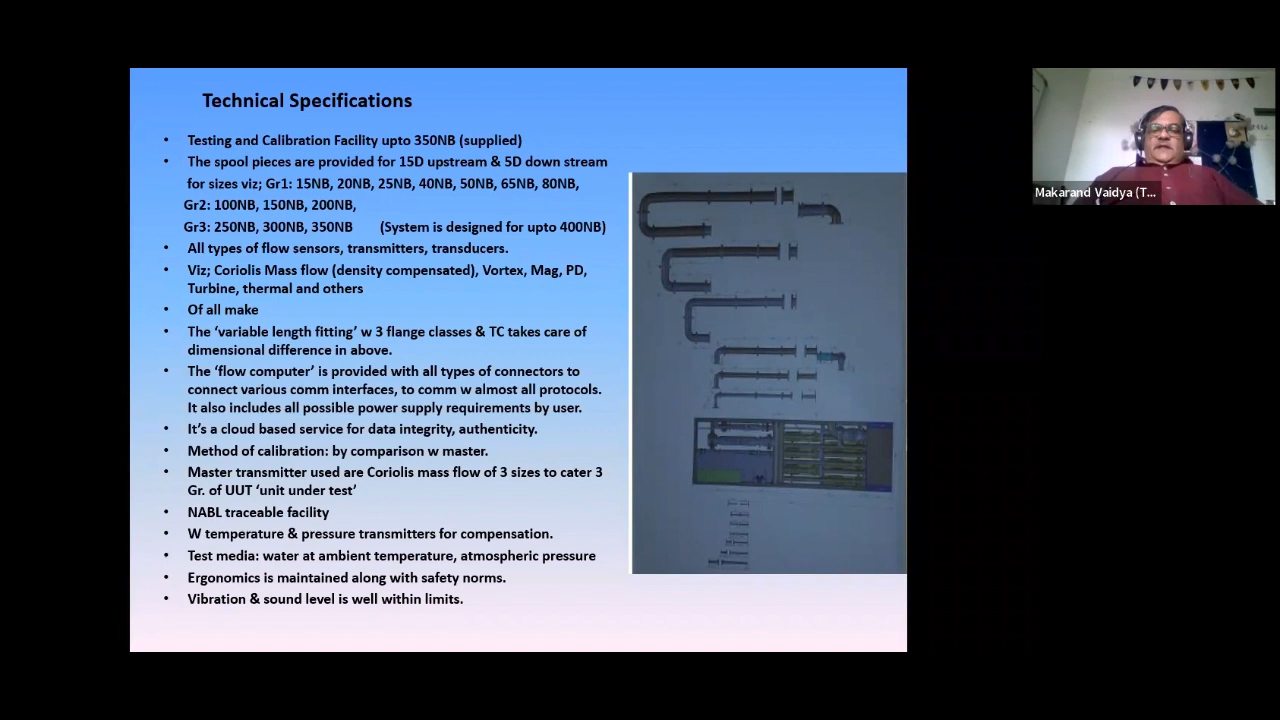 Technical Specifications
• Testing and Calibration Facility upto 350NB (supplied)
• The spool pieces are provided for 15D upstream & 5D down stream
for sizes viz; Gr1: 15NB, 20NB, 25NB, 40NB, 50NB, 65NB, 80NB,
Gr2: 100NB, 150NB, 200NB,
Gr3: 250NB, 300NB, 350NB (System is designed for upto 400NB)
• All types of flow sensors, transmitters, transducers.
• Viz; Coriolis Mass flow (density compensated), Vortex, Mag, PD,
Turbine, thermal and others
• Of all make
• The ‘variable length fitting’ w 3 flange classes & TC takes care of
dimensional difference in above.
• The ‘flow computer’ is provided with all types of connectors to
connect various comm interfaces, to comm w almost all protocols.
It also includes all possible power supply requirements by user.
• It’s a cloud based service for data integrity, authenticity.
• Method of calibration: by comparison w master.
• Master transmitter used are Coriolis mass flow of 3 sizes to cater 3
Gr. of UUT ‘unit under test’
• NABL traceable facility
• W temperature & pressure transmitters for compensation.
• Test media: water at ambient temperature, atmospheric pressure
• Ergonomics is maintained along with safety norms.
• Vibration & sound level is well within limits.
Makarand Vaidya (T...